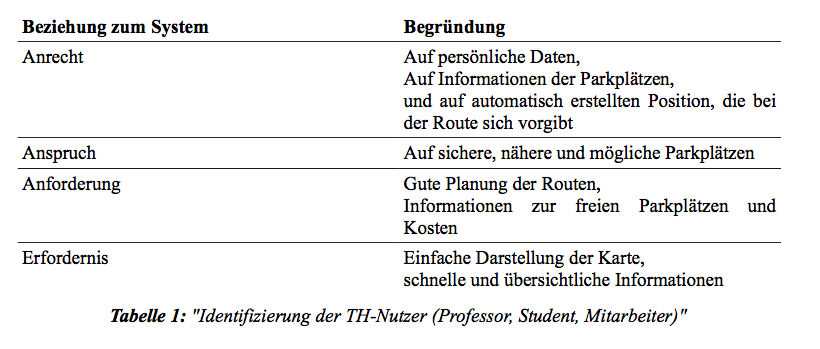 Beziehung zum System Begründung
Anrecht Auf persönliche Daten,
Auf Informationen der Parkplätzen,
und auf automatisch erstellten Position, die bei
der Route sich vorgibt
Anspruch Auf sichere, nähere und mögliche Parkplätzen
Anforderung Gute Planung der Routen,
Informationen zur freien Parkplätzen und
Kosten
Erfordernis Einfache Darstellung der Karte,
schnelle und übersichtliche Informationen
Tabelle 1: "Identifizierung der TH-Nutzer (Professor, Student, Mitarbeiter)"